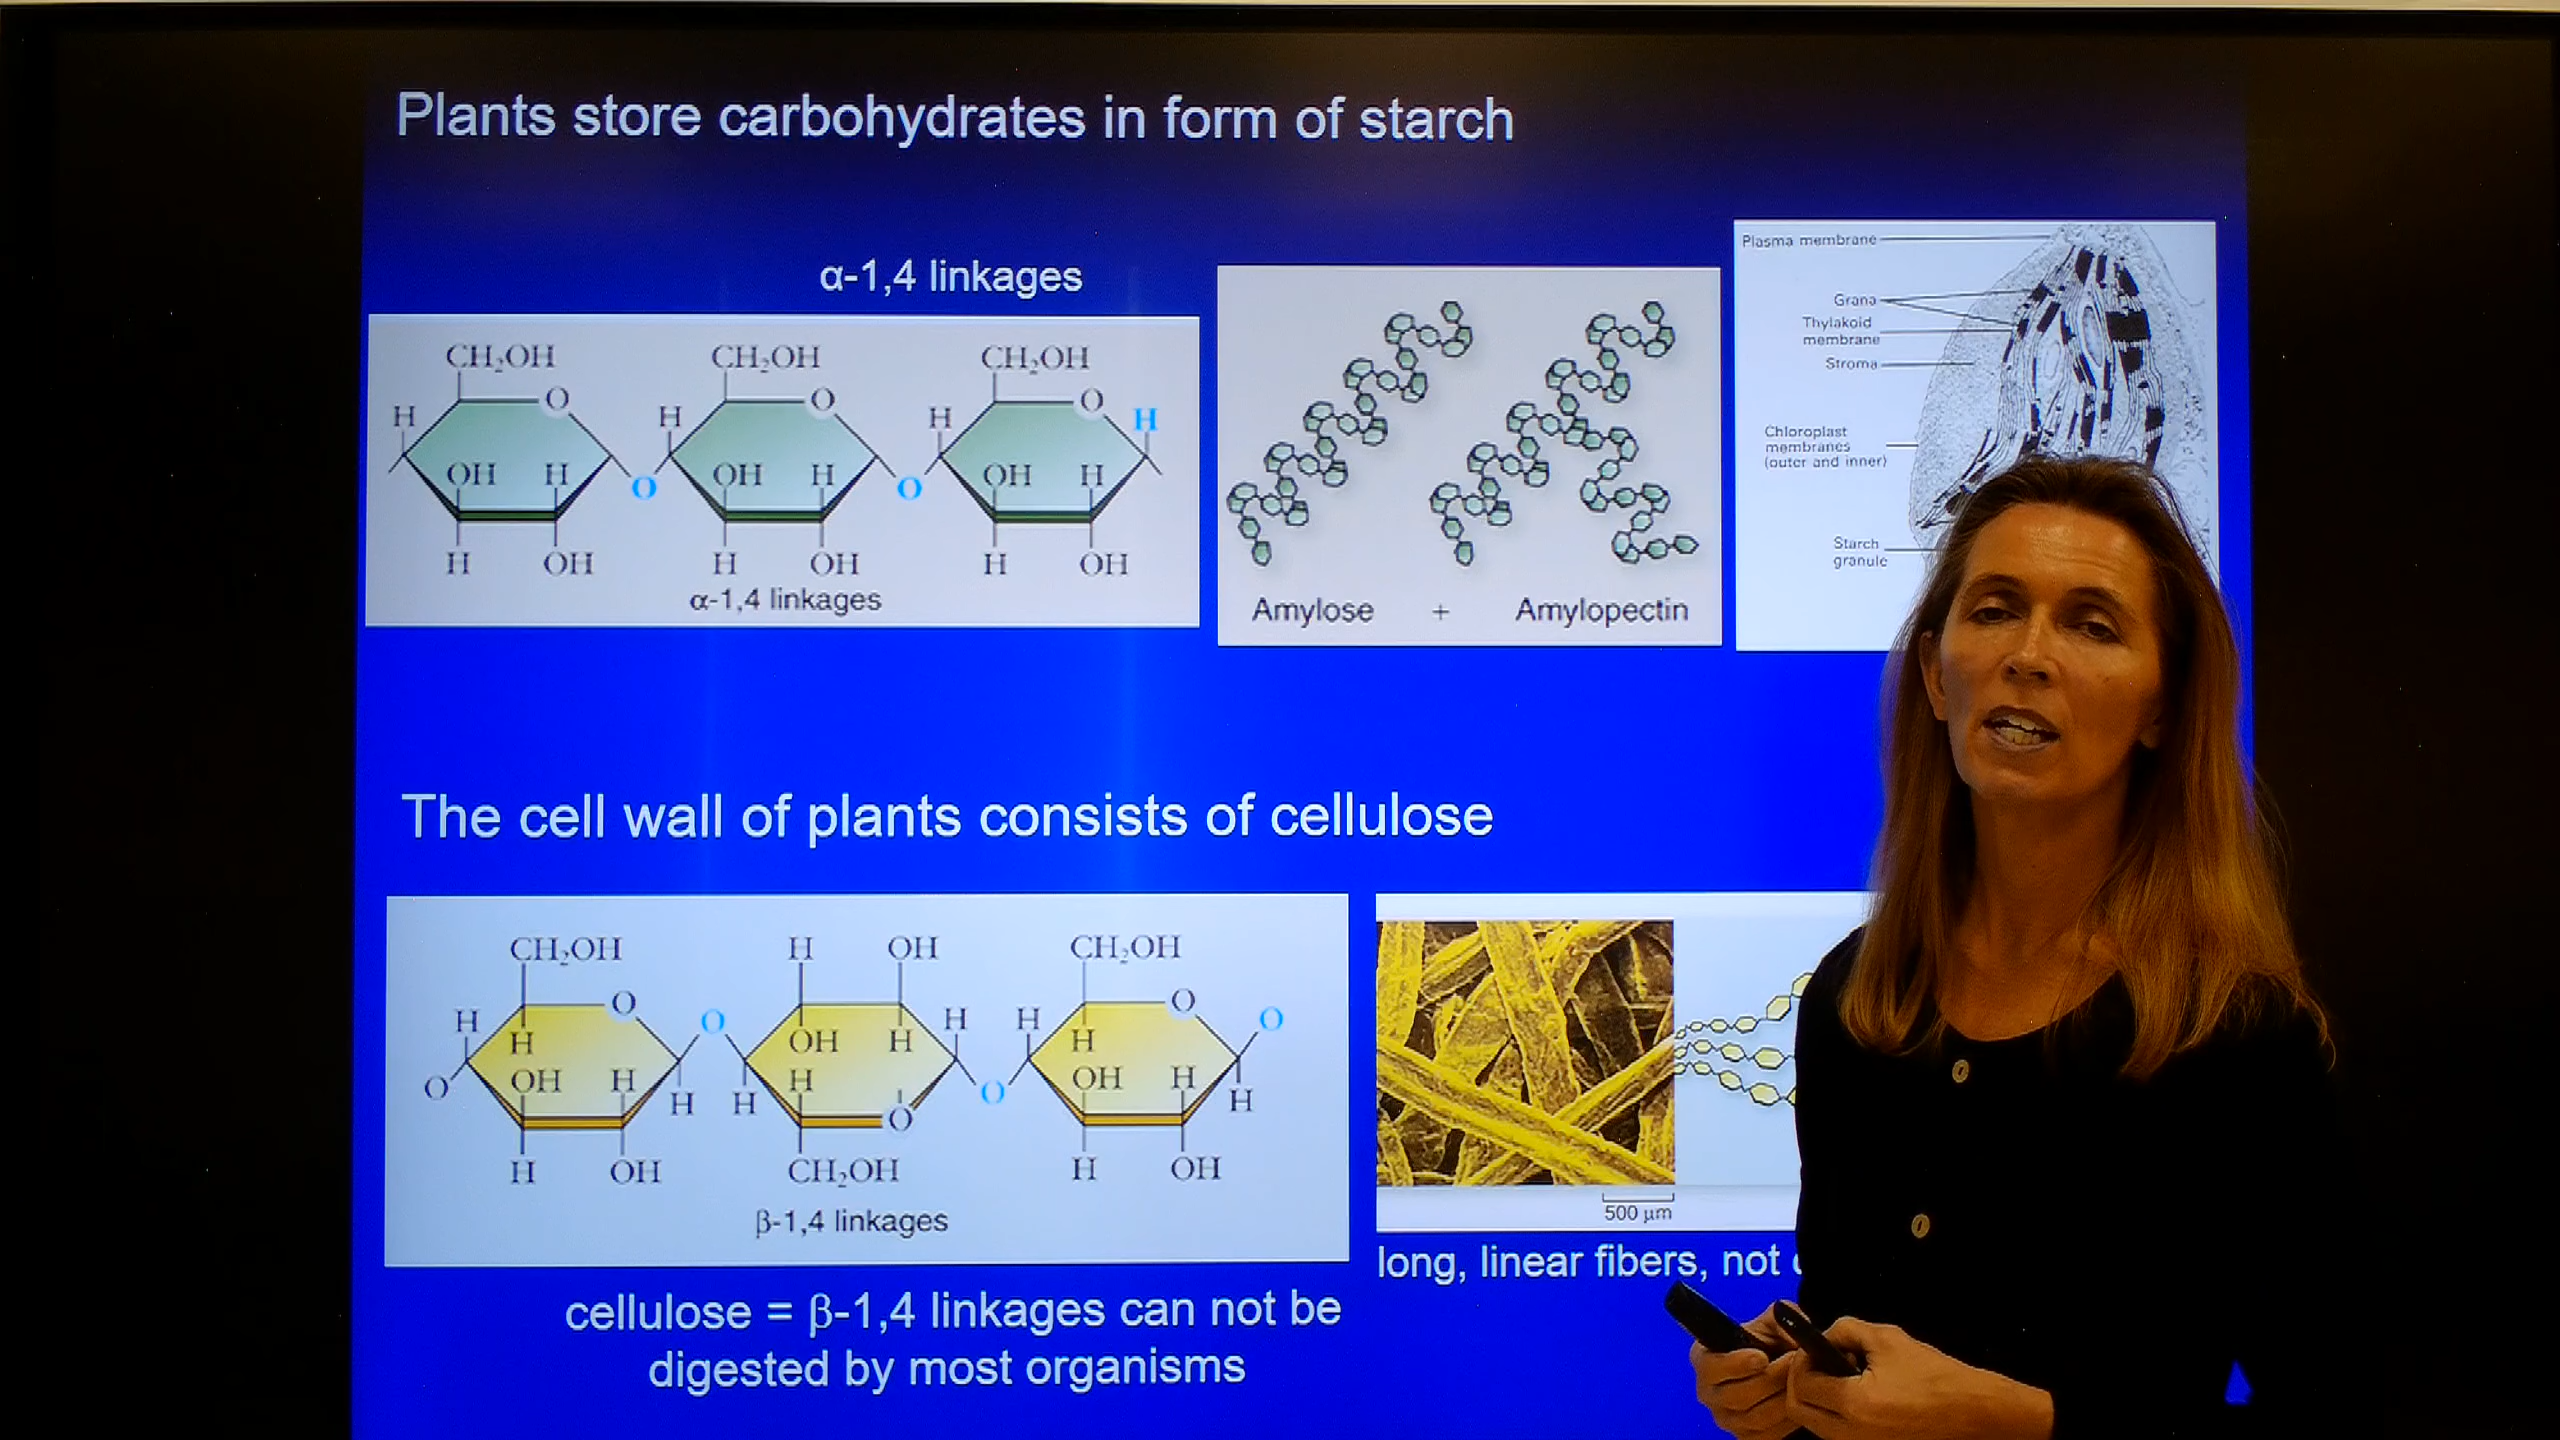 Plants store carbohydrates in form of starch
α-1,4 linkages
CH₂OH CH₂OH CH₂OH
H O H O H O H
OH H OH H OH H
O O
H OH H OH H OH
α-1,4 linkages
Amylose + Amylopectin
Plasma membrane
Grana
Thylakoid
membrane
Stroma
Chloroplast
membranes
(outer and inner)
Starch
granule
The cell wall of plants consists of cellulose
CH₂OH H OH CH₂OH
H O O H H O O
H OH H H
O OH H H H H O OH H H
O
H OH CH₂OH H OH
β-1,4 linkages
500 µm
long, linear fibers, not
cellulose = β-1,4 linkages can not be
digested by most organisms